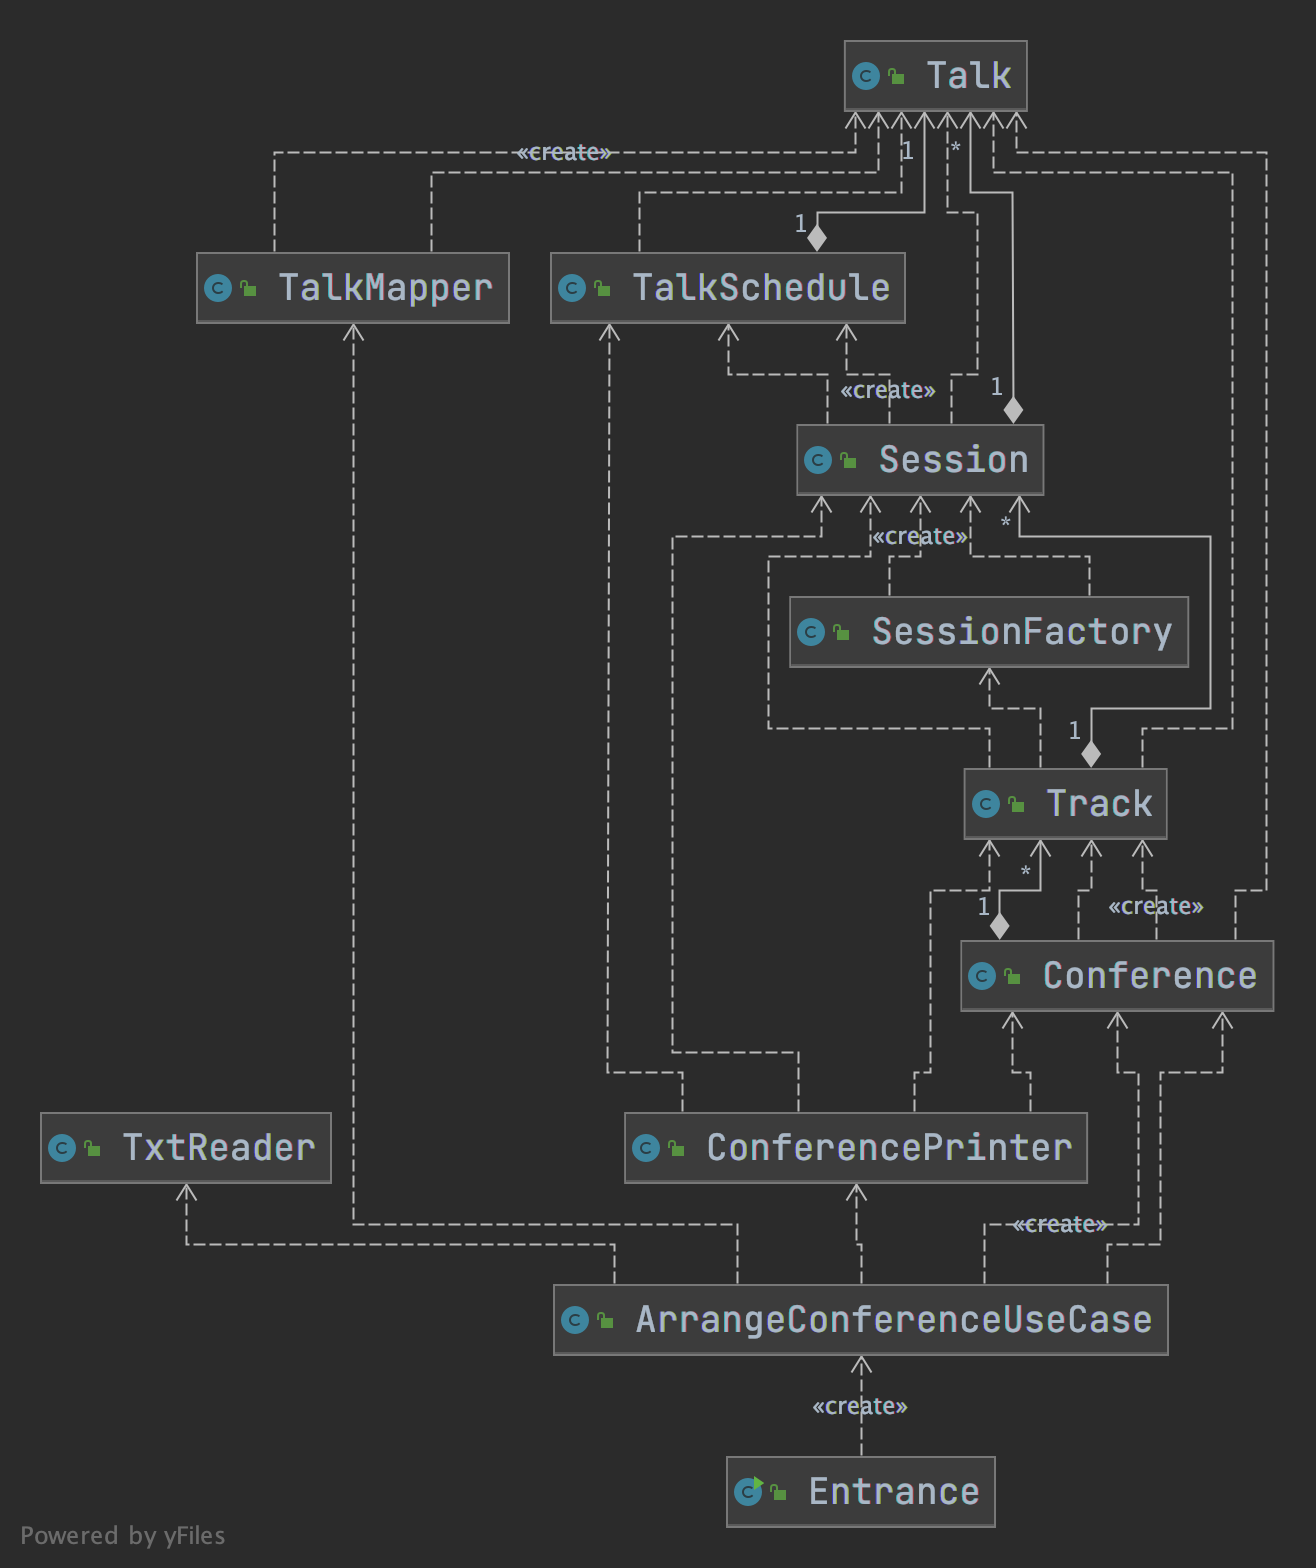 Talk
«create»
1
*
1
TalkMapper
TalkSchedule
«create»
1
Session
*
«create»
SessionFactory
1
Track
*
1
«create»
Conference
TxtReader
ConferencePrinter
«create»
ArrangeConferenceUseCase
«create»
Entrance
Powered by yFiles